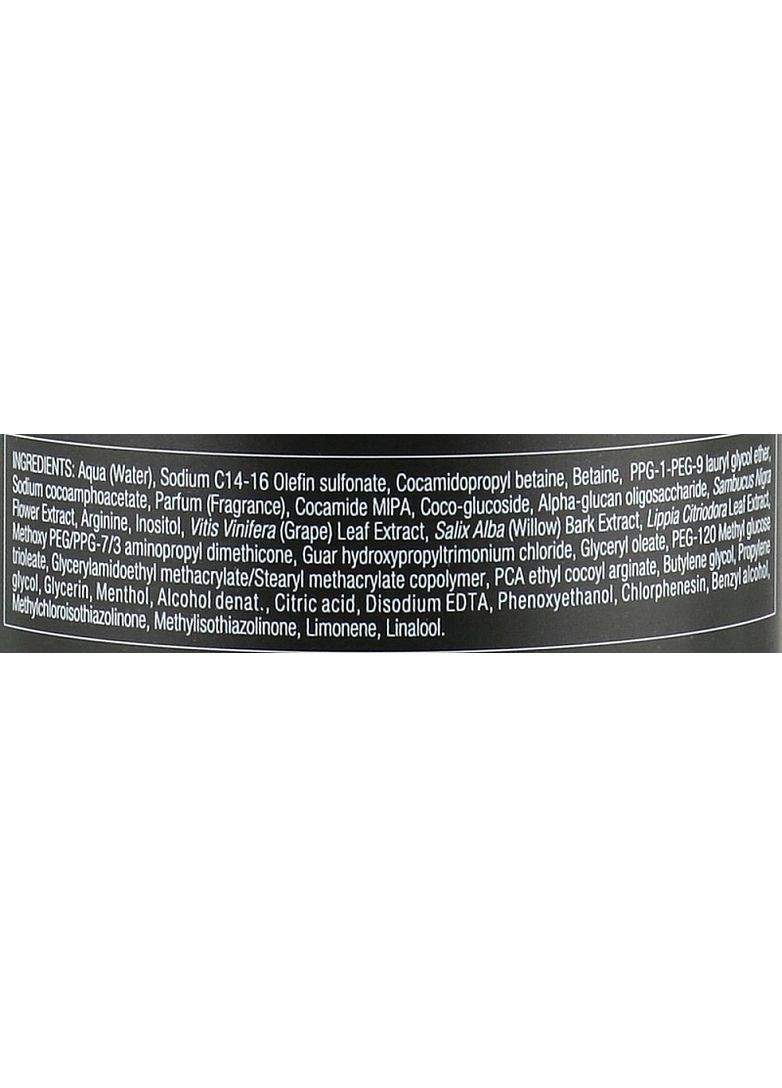 INGREDIENTS: Aqua (Water), Sodium C14-16 Olefin sulfonate, Cocamidopropyl betaine, Betaine, PPG-1-PEG-9 lauryl glycol ether,
Sodium cocoamphoacetate, Parfum (Fragrance), Cocamide MIPA, Coco-glucoside, Alpha-glucan oligosaccharide, Sambucus Nigra
Flower Extract, Arginine, Inositol, Vitis Vinifera (Grape) Leaf Extract, Salix Alba (Willow) Bark Extract, Lippia Citriodora Leaf Extract,
Methoxy PEG/PPG-7/3 aminopropyl dimethicone, Guar hydroxypropyltrimonium chloride, Glyceryl oleate, PEG-120 Methyl glucose
trioleate, Glycerylamidoethyl methacrylate/Stearyl methacrylate copolymer, PCA ethyl cocoyl arginate, Butylene glycol, Propylene
glycol, Glycerin, Menthol, Alcohol denat., Citric acid, Disodium EDTA, Phenoxyethanol, Chlorphenesin, Benzyl alcohol,
Methylchloroisothiazolinone, Methylisothiazolinone, Limonene, Linalool.